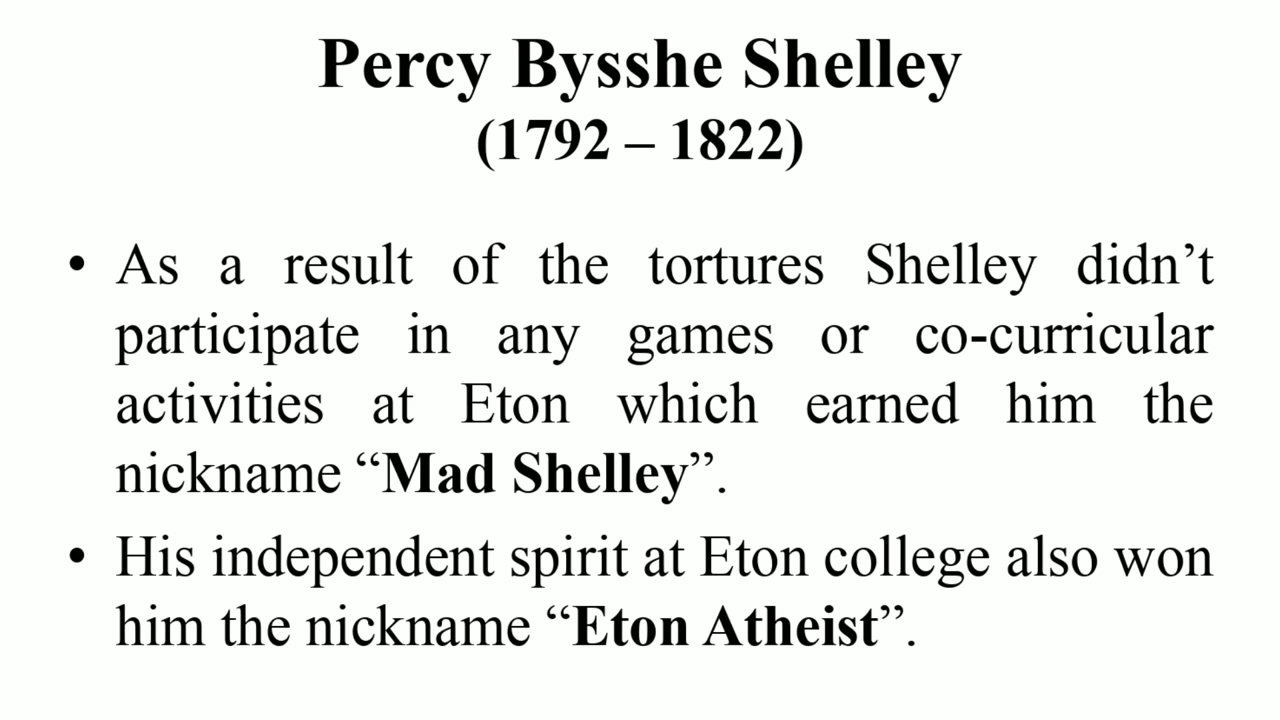 Percy Bysshe Shelley
(1792 – 1822)
• As a result of the tortures Shelley didn’t
participate in any games or co-curricular
activities at Eton which earned him the
nickname “Mad Shelley”.
• His independent spirit at Eton college also won
him the nickname “Eton Atheist”.